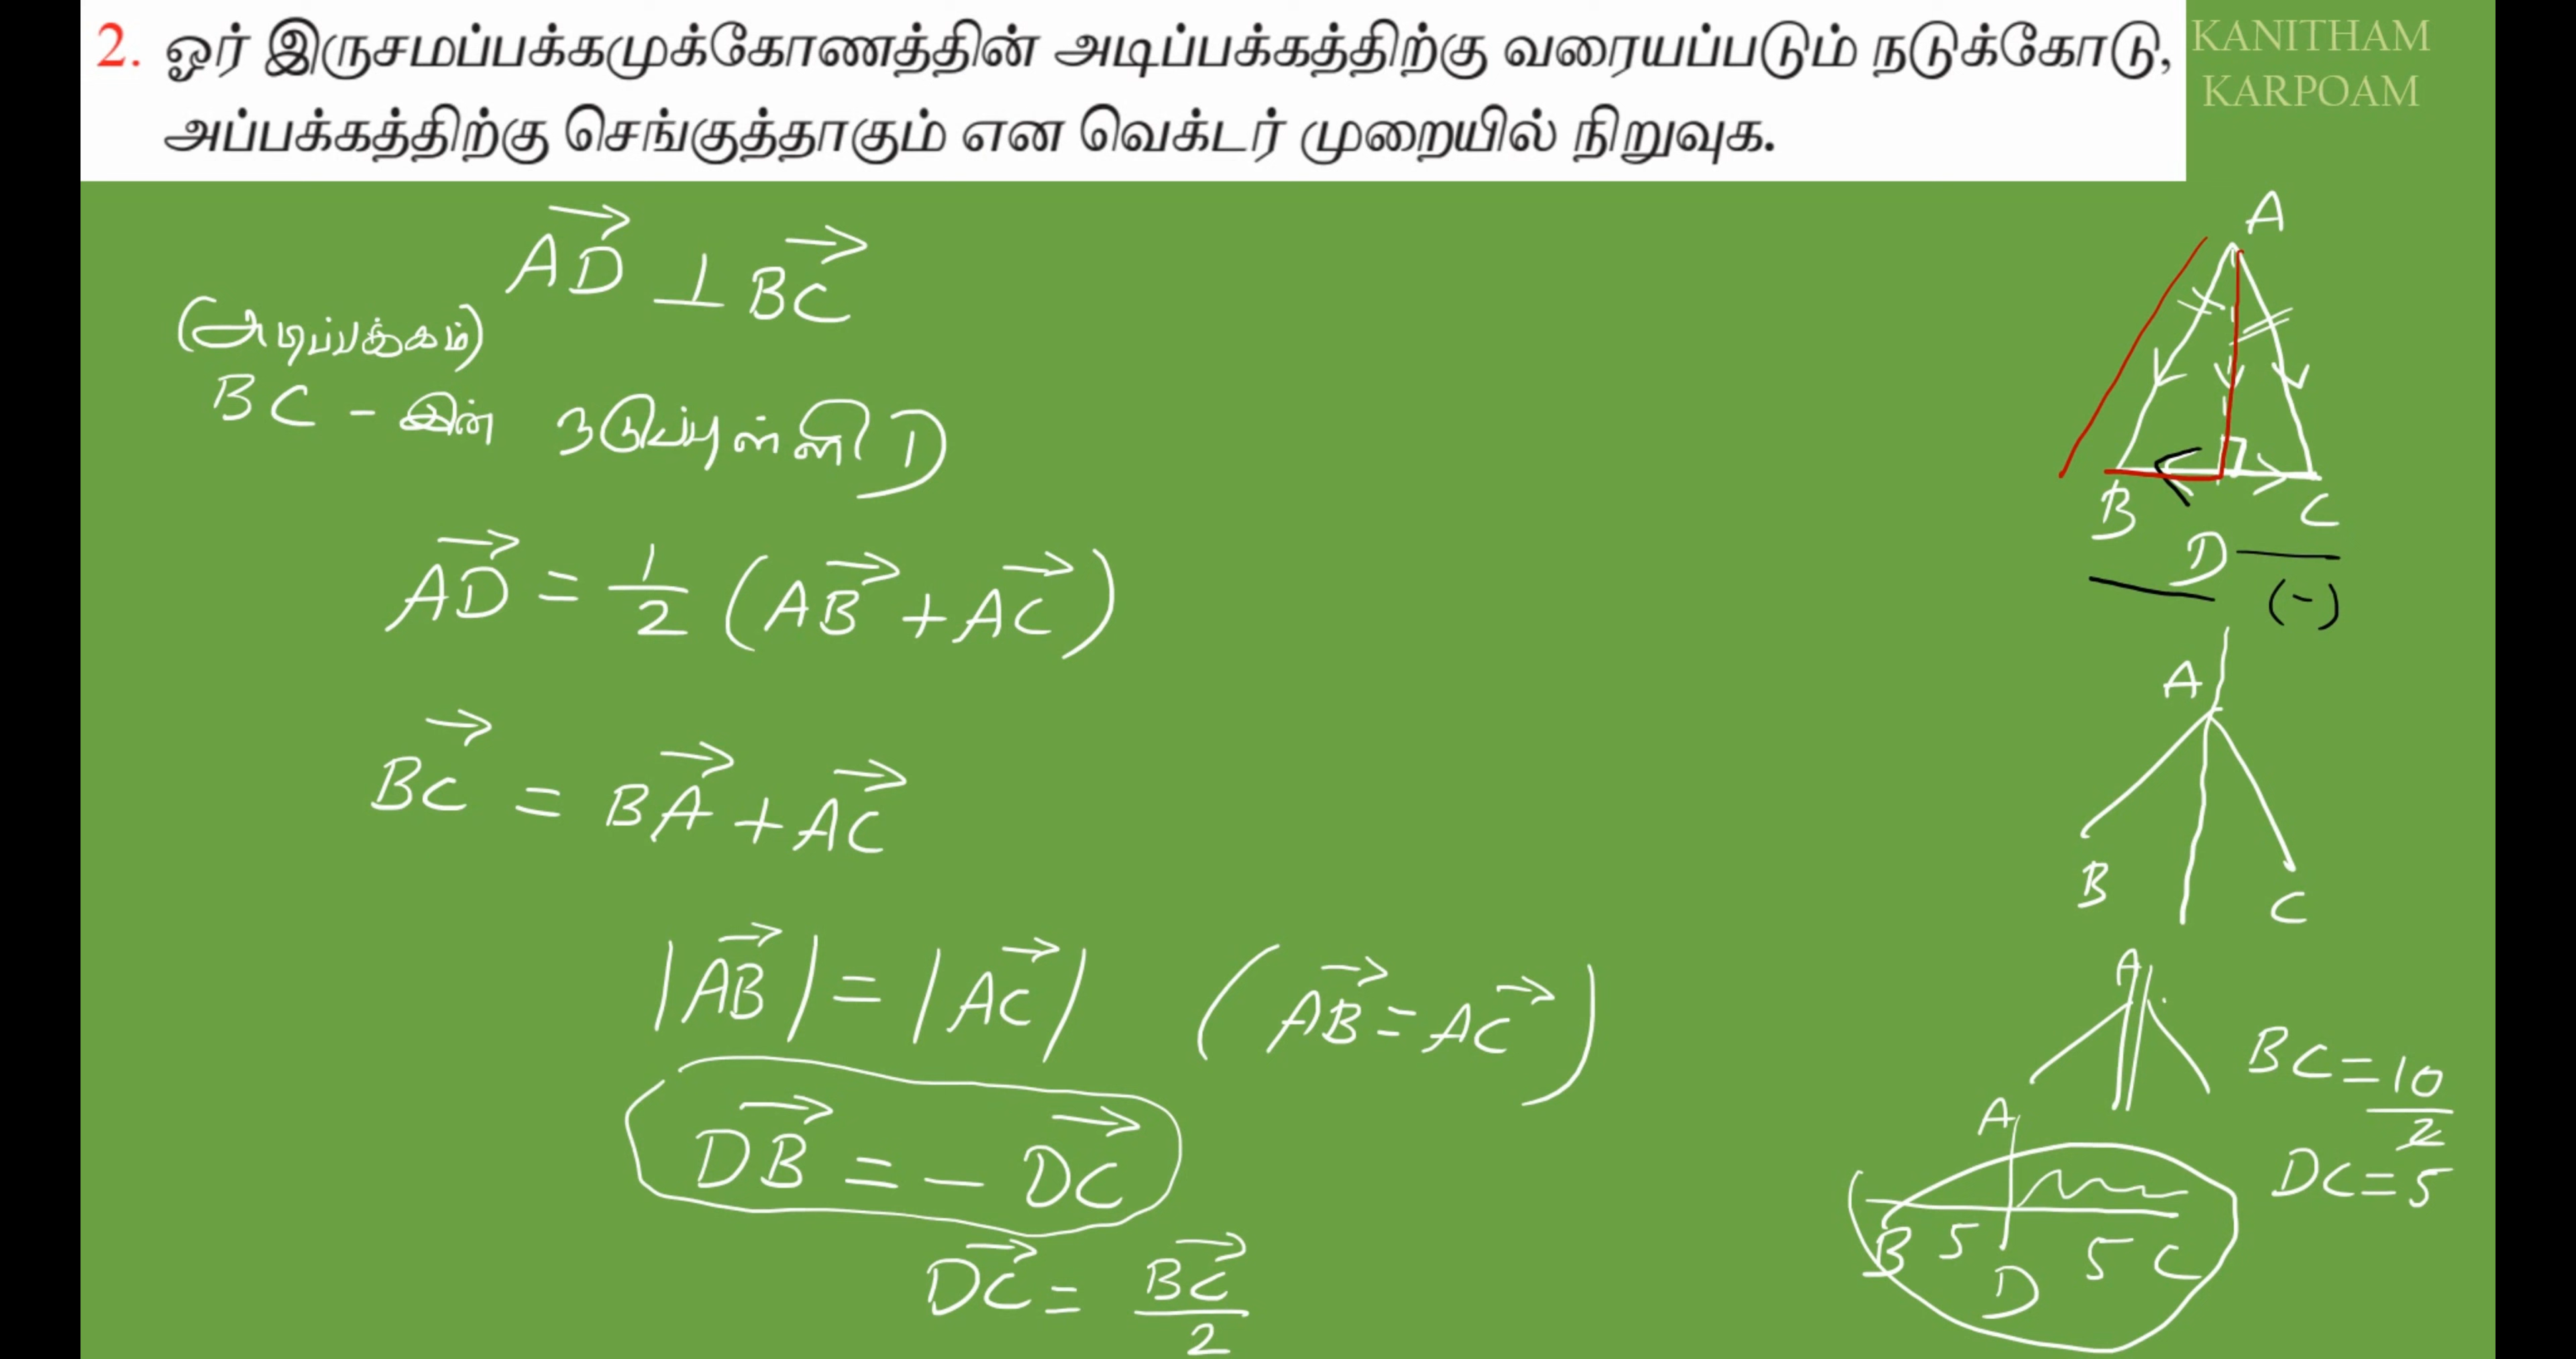 2. ஓர் இருசமப்பக்கமுக்கோணத்தின் அடிப்பக்கத்திற்கு வரையப்படும் நடுக்கோடு,
அப்பக்கத்திற்கு செங்குத்தாகும் என வெக்டர் முறையில் நிறுவுக.
KANITHAM
KARPOAM
AD⃗ ⊥ BC⃗
(அடிப்பக்கம்)
BC - இன் நடுப்புள்ளி D
AD⃗ = 1/2 (AB⃗ + AC⃗)
BC⃗ = BA⃗ + AC⃗
|AB⃗| = |AC⃗| (AB⃗ = AC⃗)
DB⃗ = - DC⃗
DC⃗ = BC⃗/2
A
B C
D
(-)
A
B C
A
BC = 10/2
DC = 5
A
B 5 D 5 C